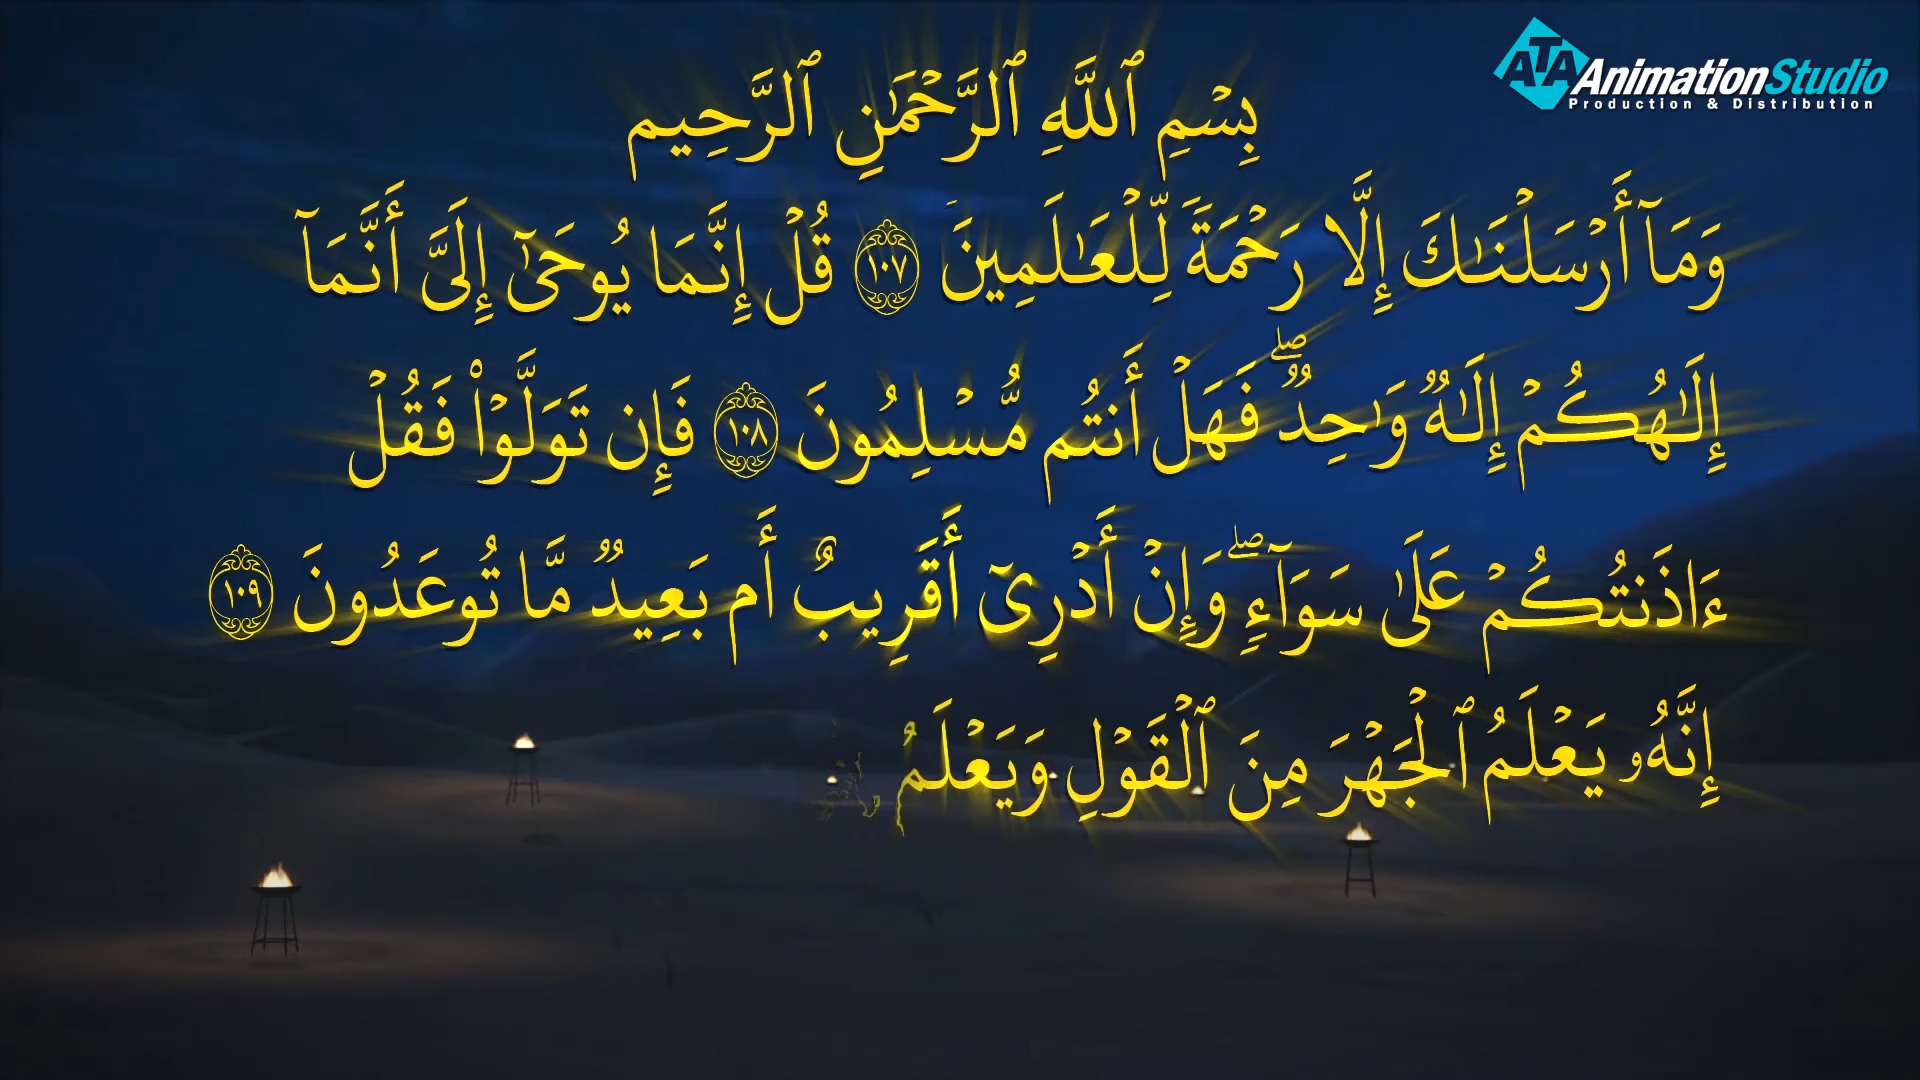 ATA AnimationStudio
Production & Distribution
بِسْمِ ٱللَّهِ ٱلرَّحْمَٰنِ ٱلرَّحِيم
وَمَآ أَرْسَلْنَٰكَ إِلَّا رَحْمَةً لِّلْعَٰلَمِينَ ١٠٧ قُلْ إِنَّمَا يُوحَىٰٓ إِلَىَّ أَنَّمَآ
إِلَٰهُكُمْ إِلَٰهٌ وَٰحِدٌ ۖ فَهَلْ أَنتُم مُّسْلِمُونَ ١٠٨ فَإِن تَوَلَّوْا۟ فَقُلْ
ءَاذَنتُكُمْ عَلَىٰ سَوَآءٍ ۖ وَإِنْ أَدْرِىٓ أَقَرِيبٌ أَم بَعِيدٌ مَّا تُوعَدُونَ ١٠٩
إِنَّهُۥ يَعْلَمُ ٱلْجَهْرَ مِنَ ٱلْقَوْلِ وَيَعْلَمُ